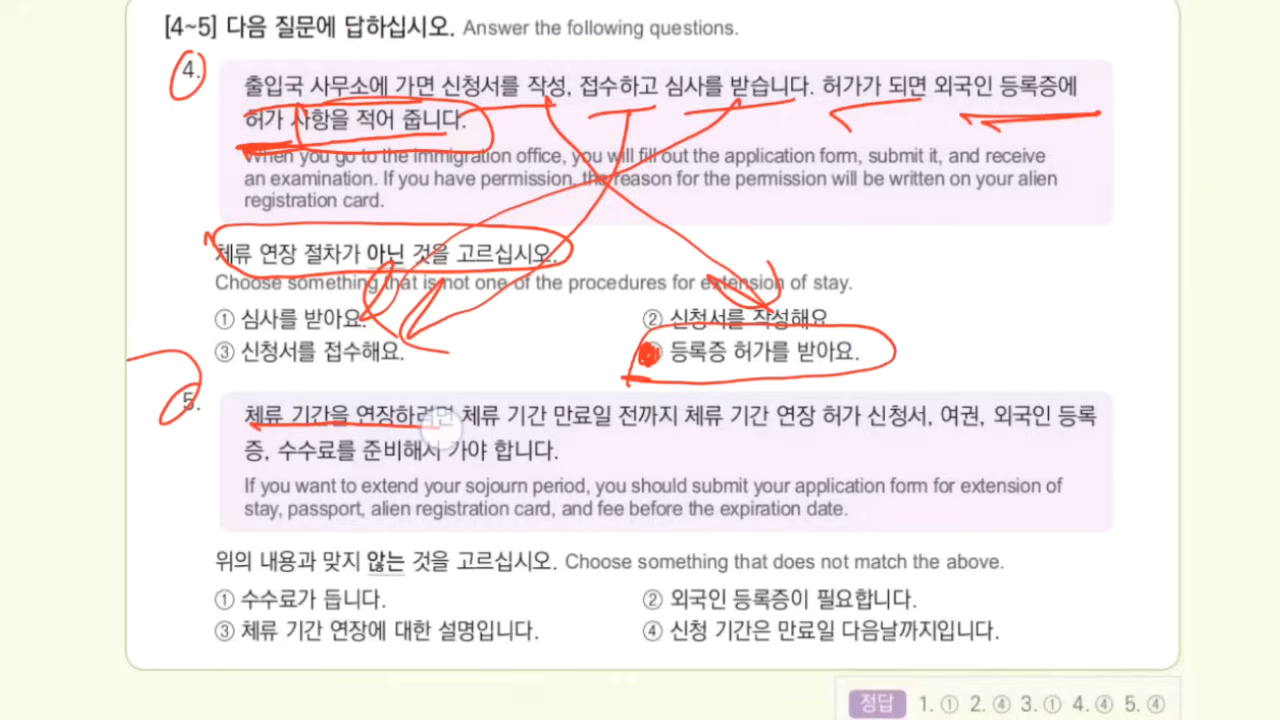 [4~5] 다음 질문에 답하십시오. Answer the following questions.
4.
출입국 사무소에 가면 신청서를 작성, 접수하고 심사를 받습니다. 허가가 되면 외국인 등록증에
허가 사항을 적어 줍니다.
When you go to the immigration office, you will fill out the application form, submit it, and receive
an examination. If you have permission, the reason for the permission will be written on your alien
registration card.
체류 연장 절차가 아닌 것을 고르십시오.
Choose something that is not one of the procedures for extension of stay.
① 심사를 받아요. ② 신청서를 작성해요
③ 신청서를 접수해요. 등록증 허가를 받아요.
5.
체류 기간을 연장하려면 체류 기간 만료일 전까지 체류 기간 연장 허가 신청서, 여권, 외국인 등록
증, 수수료를 준비해서 가야 합니다.
If you want to extend your sojourn period, you should submit your application form for extension of
stay, passport, alien registration card, and fee before the expiration date.
위의 내용과 맞지 않는 것을 고르십시오. Choose something that does not match the above.
① 수수료가 듭니다. ② 외국인 등록증이 필요합니다.
③ 체류 기간 연장에 대한 설명입니다. ④ 신청 기간은 만료일 다음날까지입니다.
정답 1. ① 2. ④ 3. ① 4. ④ 5. ④